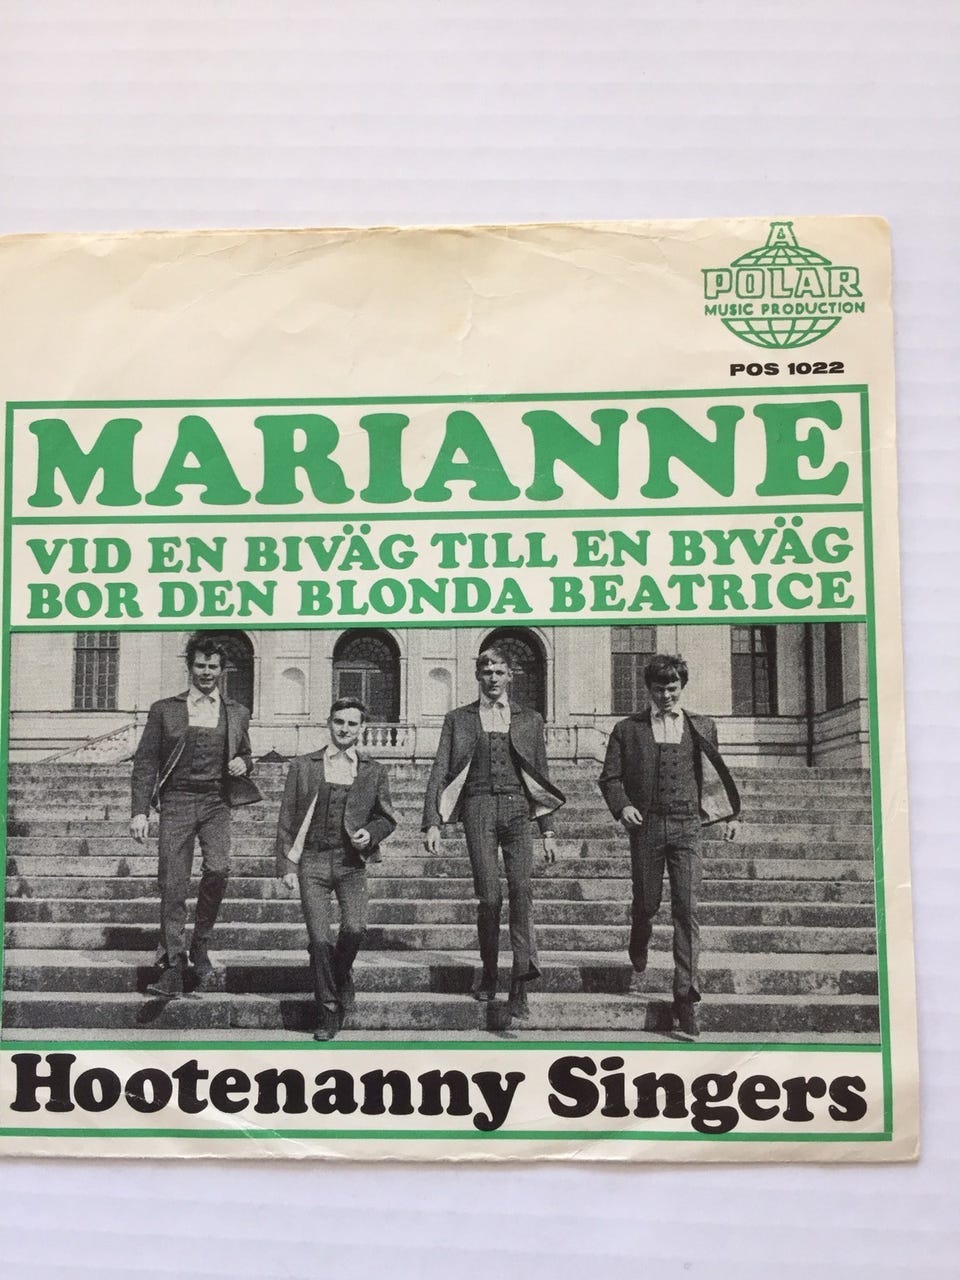 A
POLAR
MUSIC PRODUCTION
POS 1022
MARIANNE
VID EN BIVÄG TILL EN BYVÄG
BOR DEN BLONDA BEATRICE
Hootenanny Singers